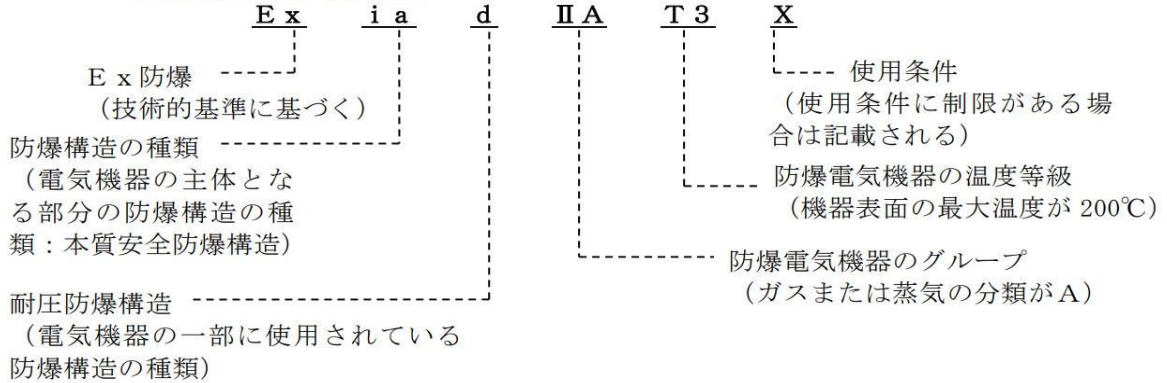 Ex ia d ⅡA T3 X
Ex防爆
（技術的基準に基づく）
防爆構造の種類
（電気機器の主体とな
る部分の防爆構造の種
類：本質安全防爆構造）
耐圧防爆構造
（電気機器の一部に使用されている
防爆構造の種類）
使用条件
（使用条件に制限がある場
合は記載される）
防爆電気機器の温度等級
（機器表面の最大温度が 200℃）
防爆電気機器のグループ
（ガスまたは蒸気の分類がA）